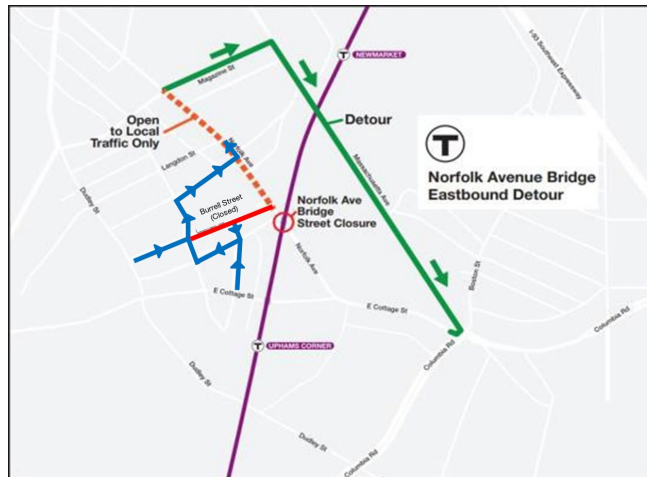 T NEWMARKET
I-93 Southeast Expressway
Magazine St
Open
to Local
Traffic Only
Detour
T
Norfolk Avenue Bridge
Eastbound Detour
Langdon St
Norfolk Ave
Massachusetts Ave
Dudley St
Burrell Street
(Closed)
Norfolk Ave
Bridge
Street Closure
Norfolk Ave
Boston St
E Cottage St
E Cottage St
Columbia Rd
T UPHAMS CORNER
Columbia Rd
Dudley St
Dudley St
Columbia Rd